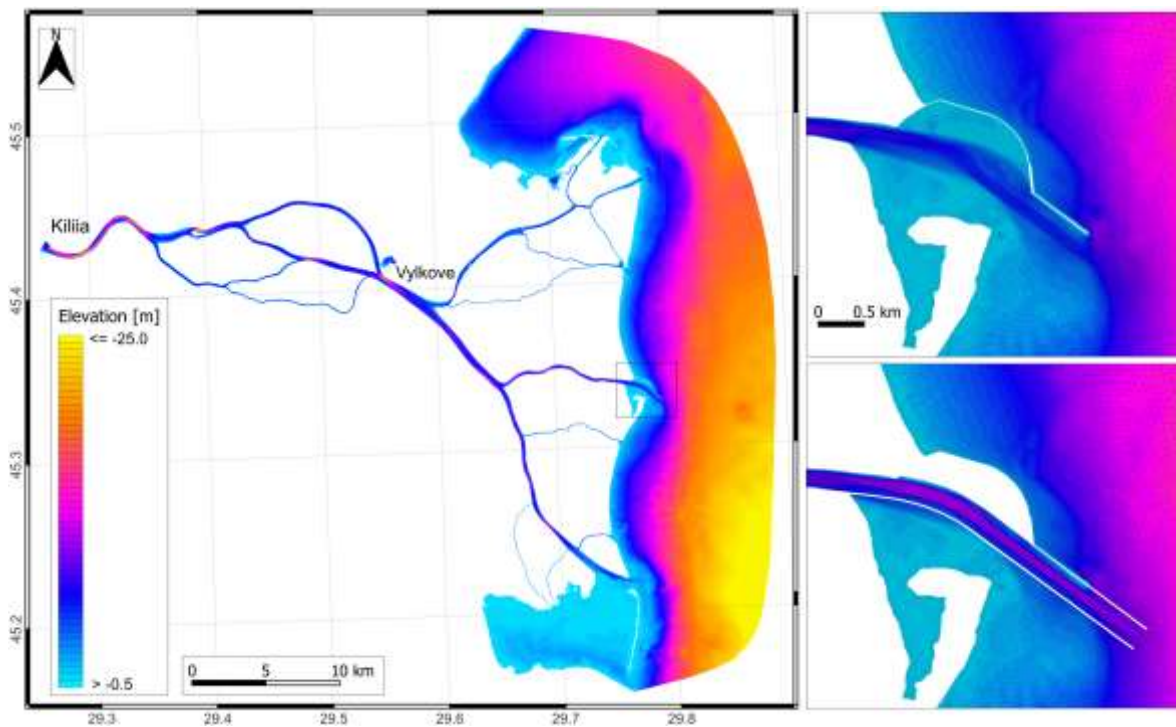 N
45.5
45.4
45.3
45.2
Kiliia
Vylkove
Elevation [m]
<= -25.0
> -0.5
0 5 10 km
29.3 29.4 29.5 29.6 29.7 29.8
0 0.5 km